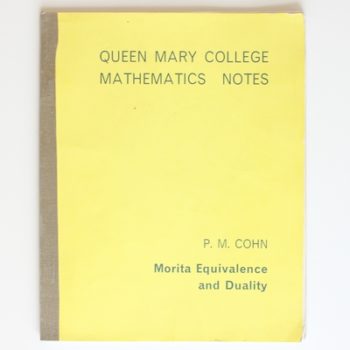 QUEEN MARY COLLEGE
MATHEMATICS NOTES
P. M. COHN
Morita Equivalence
and Duality